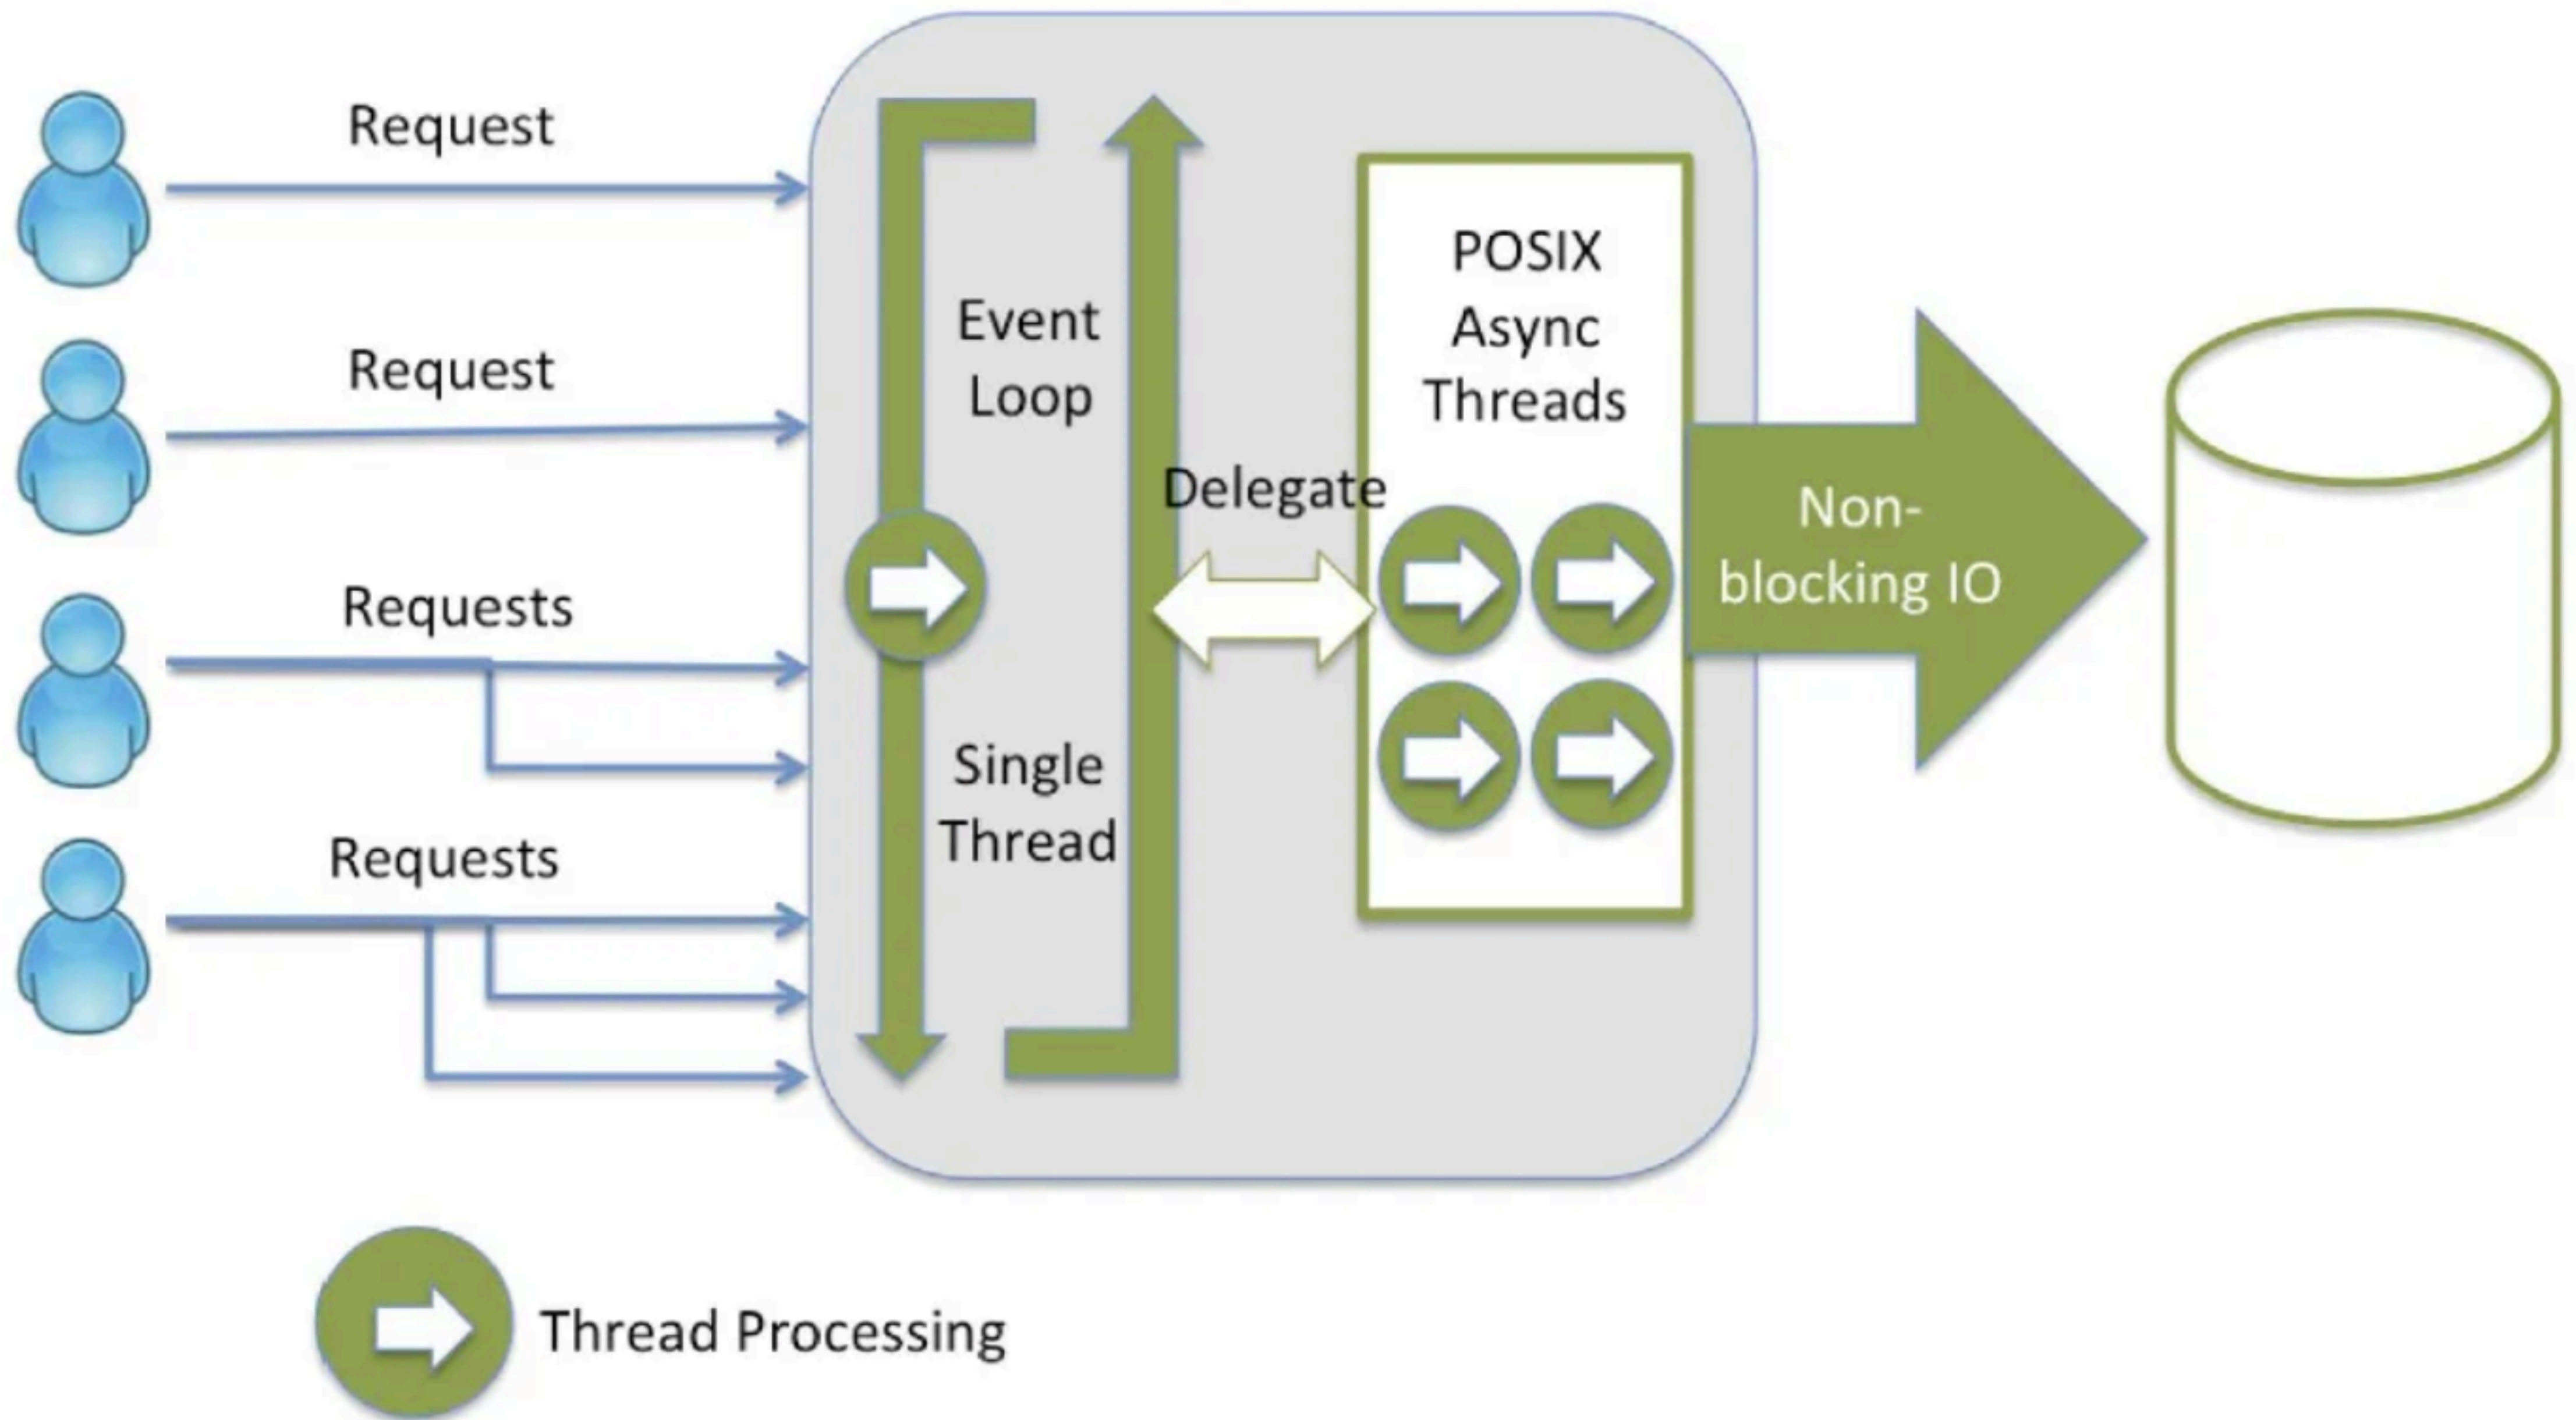 Request
Request
Requests
Requests
Event
Loop
Single
Thread
Delegate
POSIX
Async
Threads
Non-
blocking IO
Thread Processing